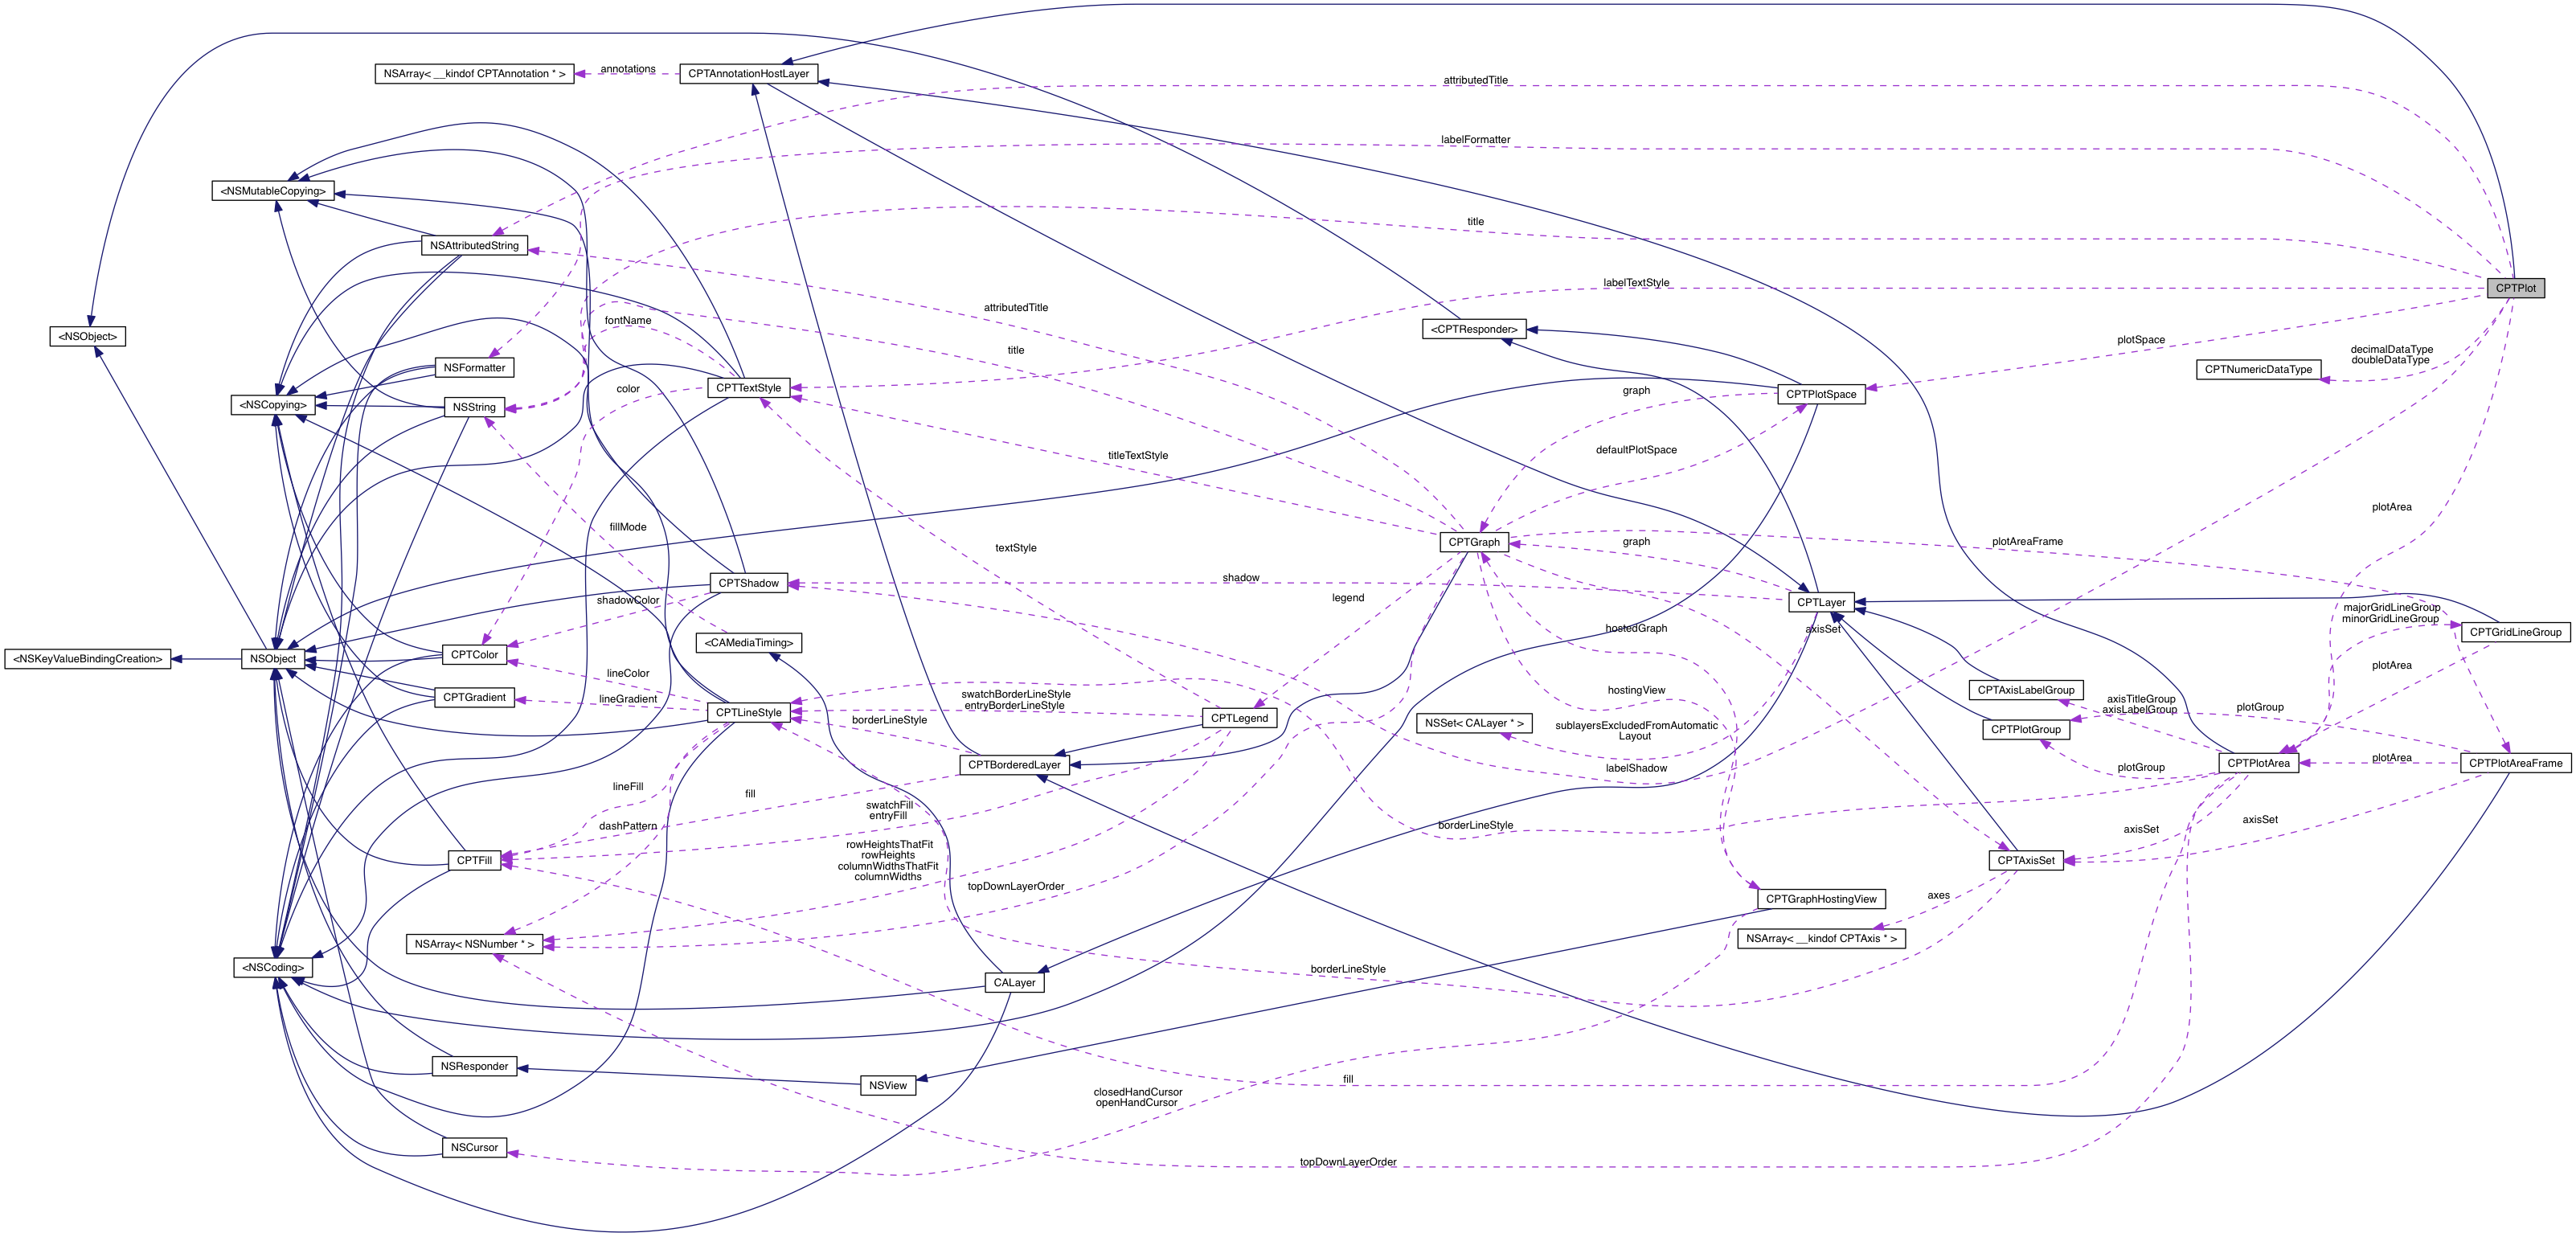 NSArray< __kindof CPTAnnotation * >
annotations
CPTAnnotationHostLayer
attributedTitle
labelFormatter
<NSMutableCopying>
title
NSAttributedString
labelTextStyle
CPTPlot
attributedTitle
fontName
<CPTResponder>
<NSObject>
plotSpace
decimalDataType
doubleDataType
title
NSFormatter
CPTNumericDataType
color
CPTTextStyle
graph
CPTPlotSpace
<NSCopying>
NSString
titleTextStyle
defaultPlotSpace
plotArea
fillMode
textStyle
CPTGraph
graph
plotAreaFrame
CPTShadow
shadow
shadowColor
legend
CPTLayer
majorGridLineGroup
minorGridLineGroup
<CAMediaTiming>
hostedGraph
axisSet
CPTGridLineGroup
<NSKeyValueBindingCreation>
NSObject
CPTColor
plotArea
lineColor
CPTGradient
lineGradient
swatchBorderLineStyle
entryBorderLineStyle
hostingView
CPTAxisLabelGroup
axisTitleGroup
axisLabelGroup
plotGroup
CPTLineStyle
borderLineStyle
CPTLegend
NSSet< CALayer * >
sublayersExcludedFromAutomatic
Layout
CPTPlotGroup
CPTBorderedLayer
labelShadow
plotGroup
CPTPlotArea
plotArea
CPTPlotAreaFrame
lineFill
fill
swatchFill
entryFill
dashPattern
borderLineStyle
axisSet
axisSet
CPTFill
rowHeightsThatFit
rowHeights
columnWidthsThatFit
columnWidths
CPTAxisSet
topDownLayerOrder
CPTGraphHostingView
axes
NSArray< NSNumber * >
NSArray< __kindof CPTAxis * >
<NSCoding>
CALayer
borderLineStyle
NSResponder
NSView
fill
closedHandCursor
openHandCursor
NSCursor
topDownLayerOrder